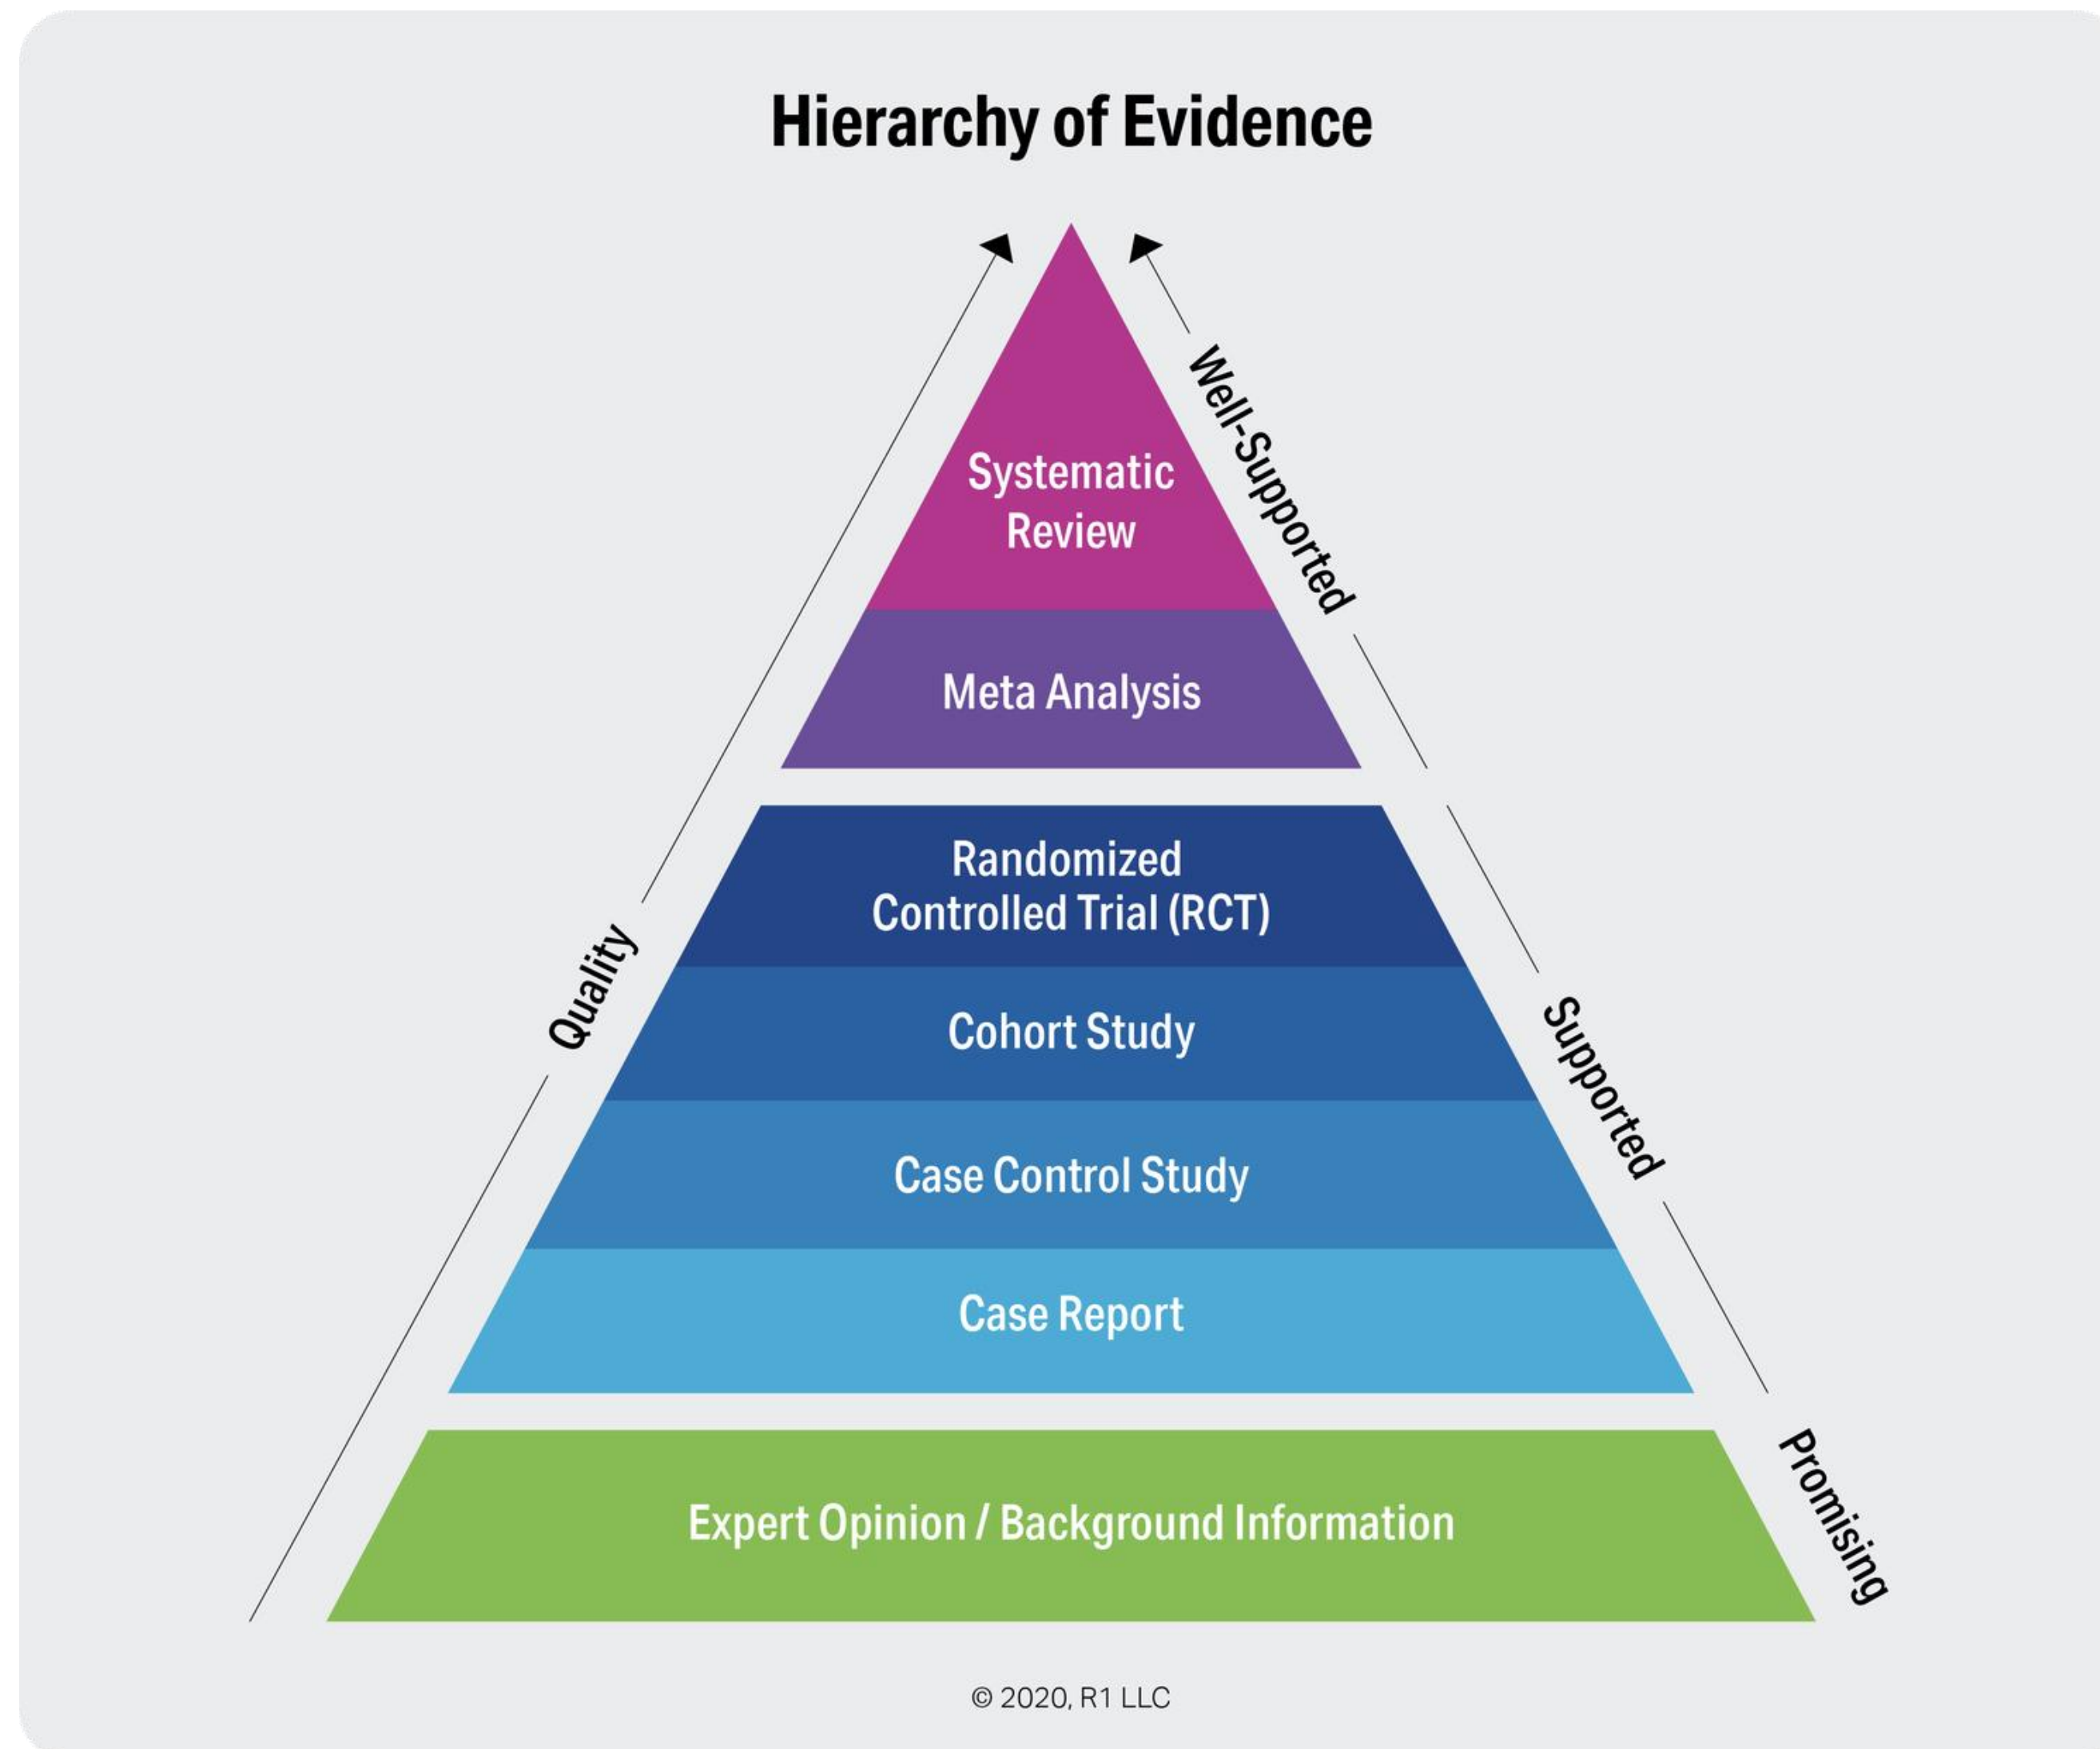 Hierarchy of Evidence
Well-Supported
Systematic
Review
Meta Analysis
Randomized
Controlled Trial (RCT)
Quality
Cohort Study
Supported
Case Control Study
Case Report
Promising
Expert Opinion / Background Information
© 2020, R1 LLC